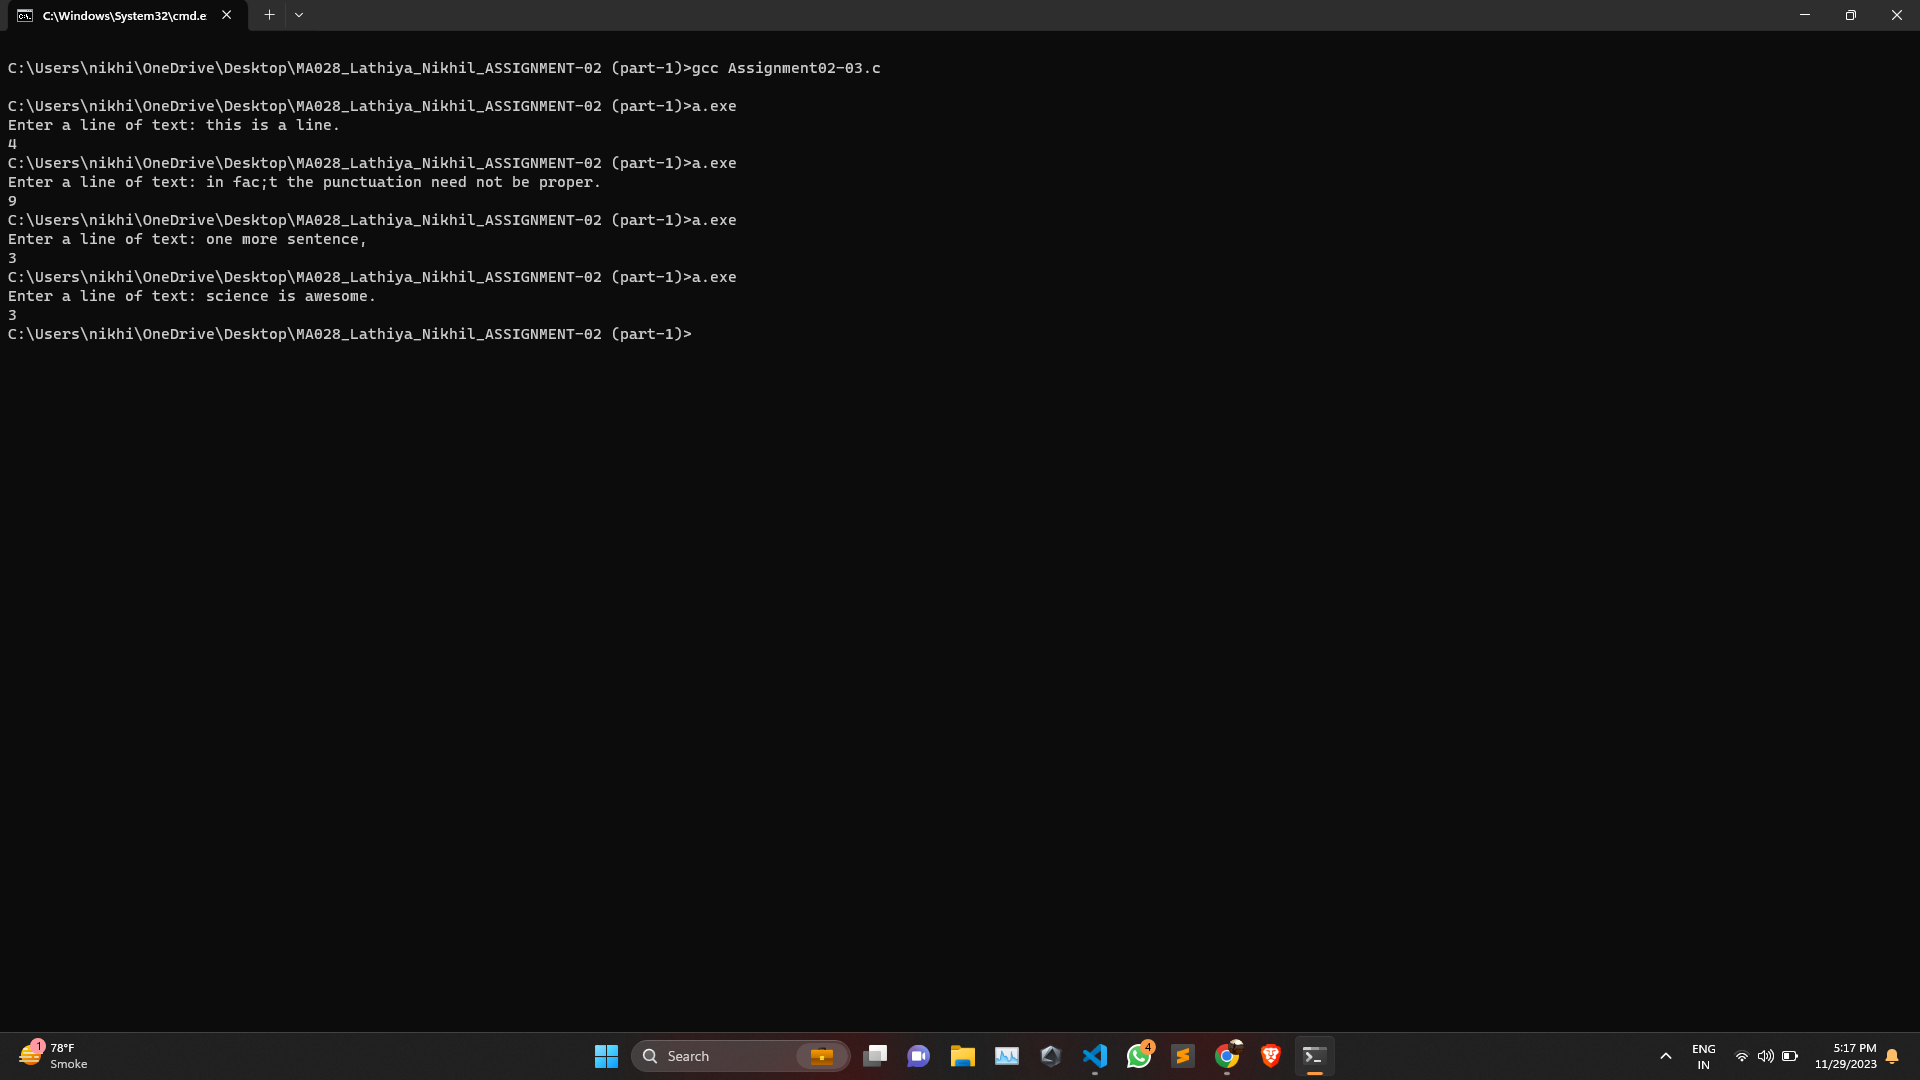 C:\Windows\System32\cmd.e
C:\Users\nikhi\OneDrive\Desktop\MA028_Lathiya_Nikhil_ASSIGNMENT-02 (part-1)>gcc Assignment02-03.c
C:\Users\nikhi\OneDrive\Desktop\MA028_Lathiya_Nikhil_ASSIGNMENT-02 (part-1)>a.exe
Enter a line of text: this is a line.
4
C:\Users\nikhi\OneDrive\Desktop\MA028_Lathiya_Nikhil_ASSIGNMENT-02 (part-1)>a.exe
Enter a line of text: in fac;t the punctuation need not be proper.
9
C:\Users\nikhi\OneDrive\Desktop\MA028_Lathiya_Nikhil_ASSIGNMENT-02 (part-1)>a.exe
Enter a line of text: one more sentence,
3
C:\Users\nikhi\OneDrive\Desktop\MA028_Lathiya_Nikhil_ASSIGNMENT-02 (part-1)>a.exe
Enter a line of text: science is awesome.
3
C:\Users\nikhi\OneDrive\Desktop\MA028_Lathiya_Nikhil_ASSIGNMENT-02 (part-1)>
1
78°F
Smoke
Search
4
ENG
IN
5:17 PM
11/29/2023